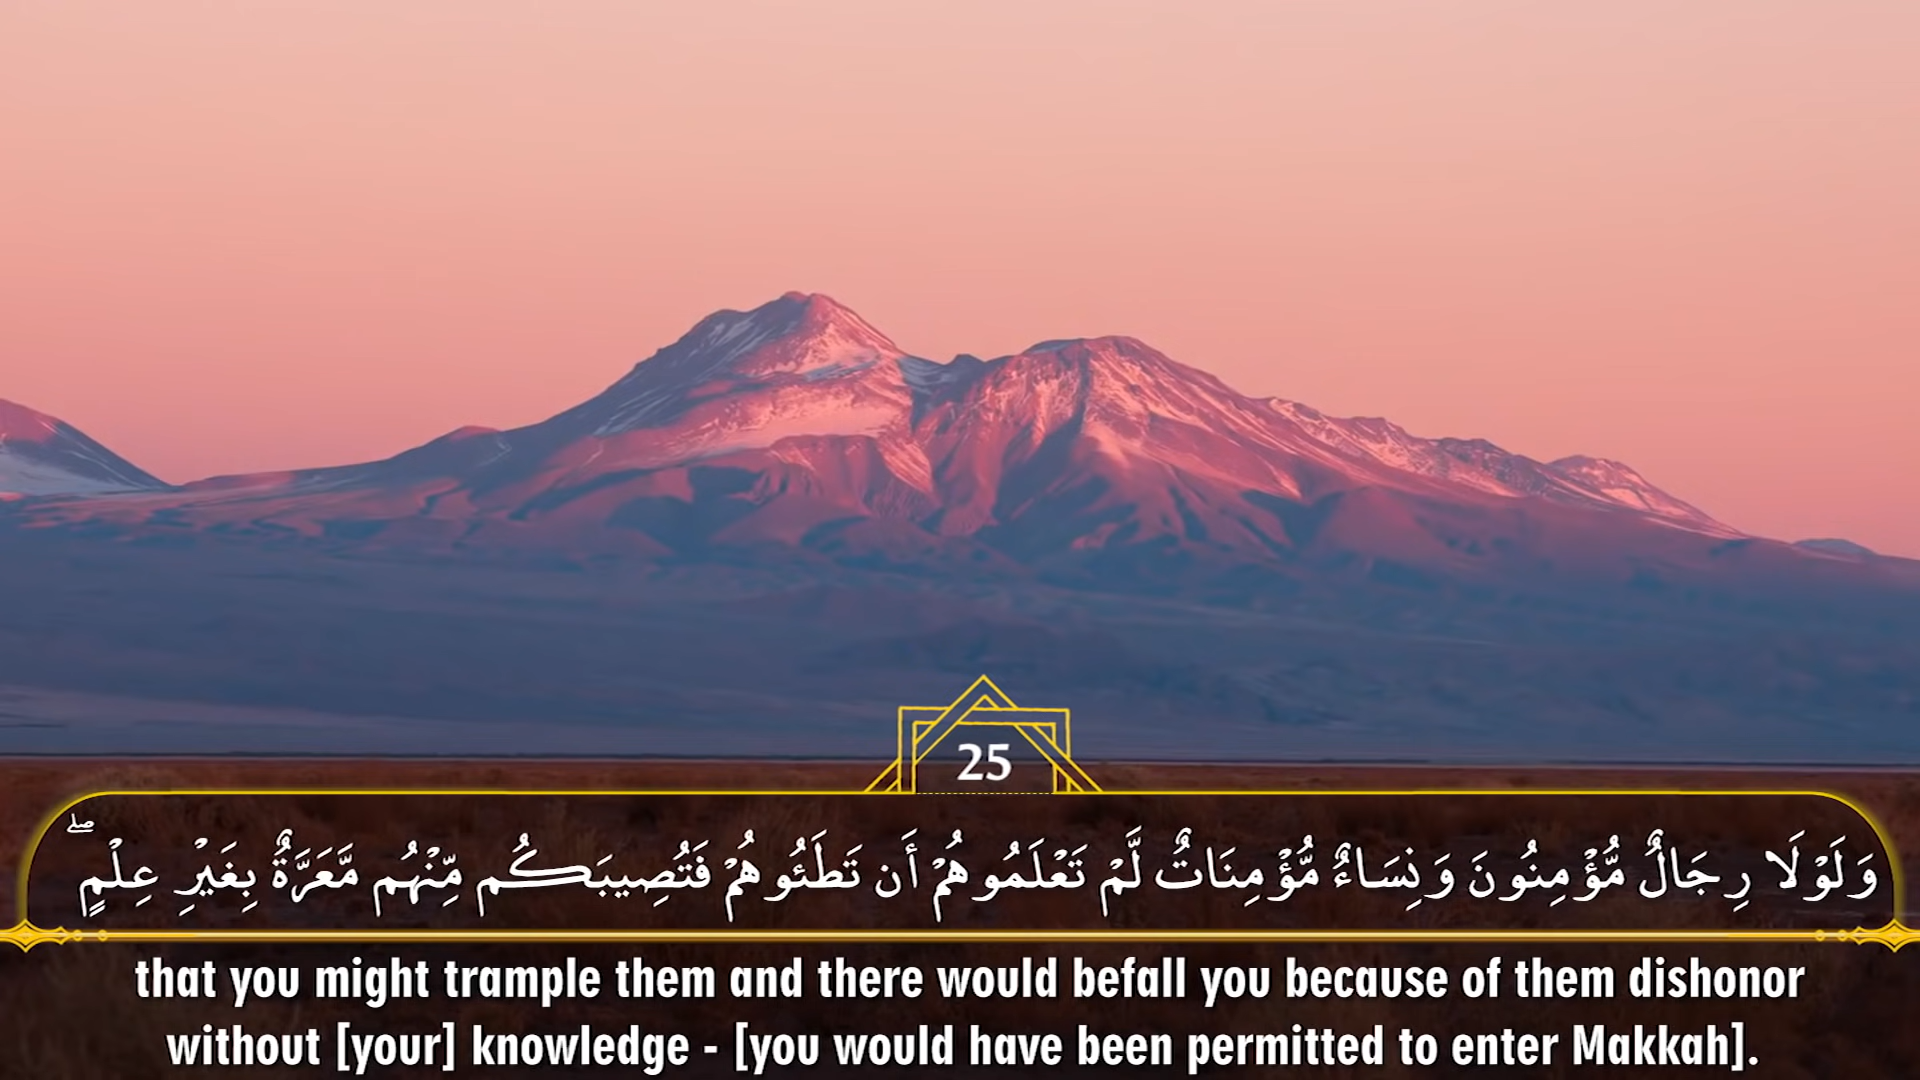 25
وَلَوْلَا رِجَالٌ مُّؤْمِنُونَ وَنِسَاءٌ مُّؤْمِنَاتٌ لَّمْ تَعْلَمُوهُمْ أَن تَطَئُوهُمْ فَتُصِيبَكُم مِّنْهُم مَّعَرَّةٌ بِغَيْرِ عِلْمٍ ۖ
that you might trample them and there would befall you because of them dishonor
without [your] knowledge - [you would have been permitted to enter Makkah].